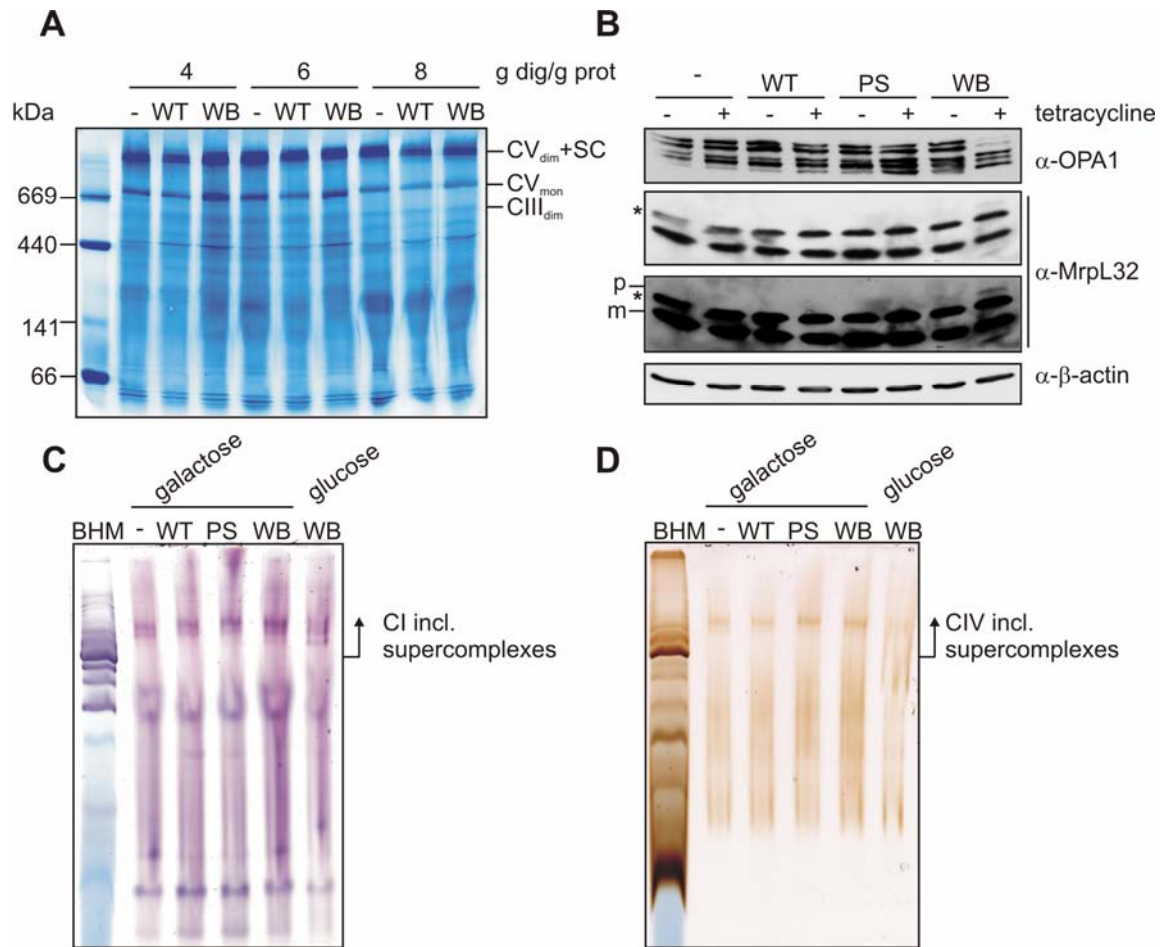 A
4 6 8 g dig/g prot
kDa - WT WB - WT WB - WT WB
CVdim+SC
CVmon
CIIIdim
669
440
141
66
B
- WT PS WB
- + - + - + - + tetracycline
α-OPA1
*
α-MrpL32
p
*
m
α-β-actin
C
galactose glucose
BHM - WT PS WB WB
CI incl.
supercomplexes
D
galactose glucose
BHM - WT PS WB WB
CIV incl.
supercomplexes